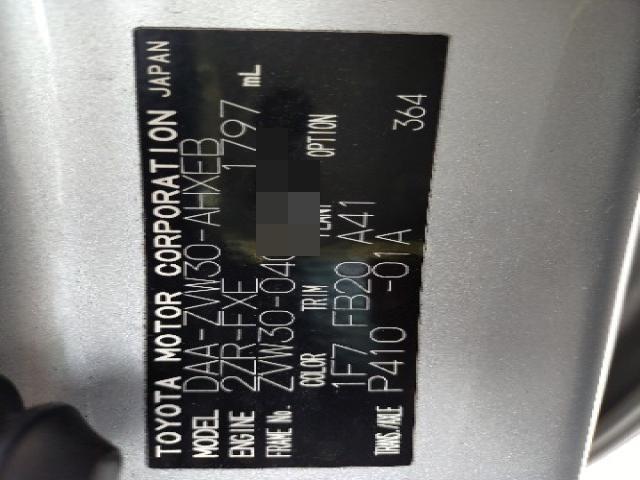 TOYOTA MOTOR CORPORATION JAPAN
MODEL DAA-ZVW30-AHXEB
ENGINE 2ZR-FXE 1797 mL
FRAME No. ZVW30-040
COLOR TRIM PLANT OPTION
1F7 FB20 A41
TRANS./AXLE P410 -01A 364